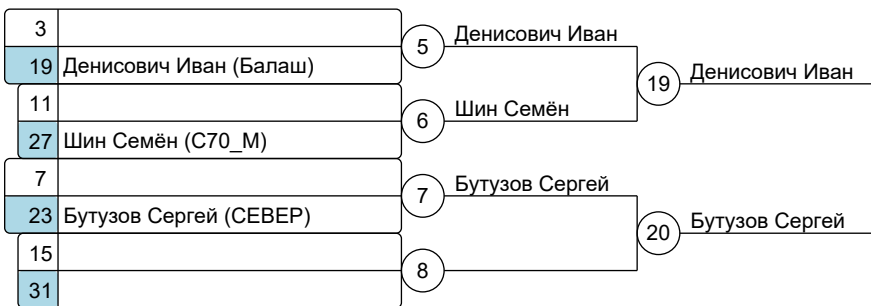 3
5 Денисович Иван
19 Денисович Иван (Балаш)
19 Денисович Иван
11
6 Шин Семён
27 Шин Семён (С70_М)
7
7 Бутузов Сергей
23 Бутузов Сергей (СЕВЕР)
20 Бутузов Сергей
15
8
31